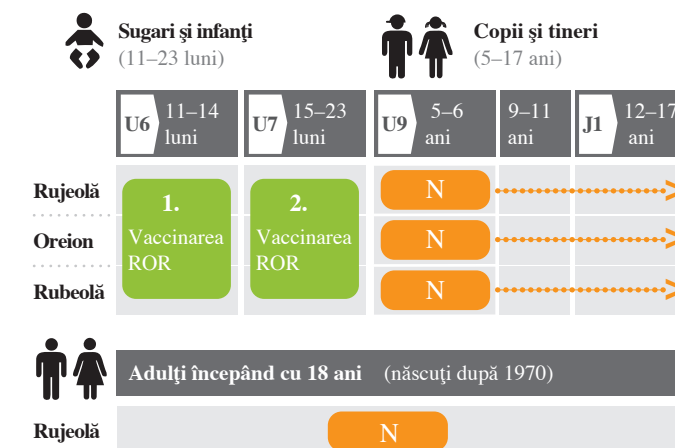 Sugari şi infanţi
(11–23 luni)
Copii şi tineri
(5–17 ani)
U6 11–14 luni
U7 15–23 luni
U9 5–6 ani
9–11 ani
J1 12–17 ani
Rujeolă
Oreion
Rubeolă
1.
Vaccinarea
ROR
2.
Vaccinarea
ROR
N
N
N
Adulţi începând cu 18 ani (născuţi după 1970)
Rujeolă
N